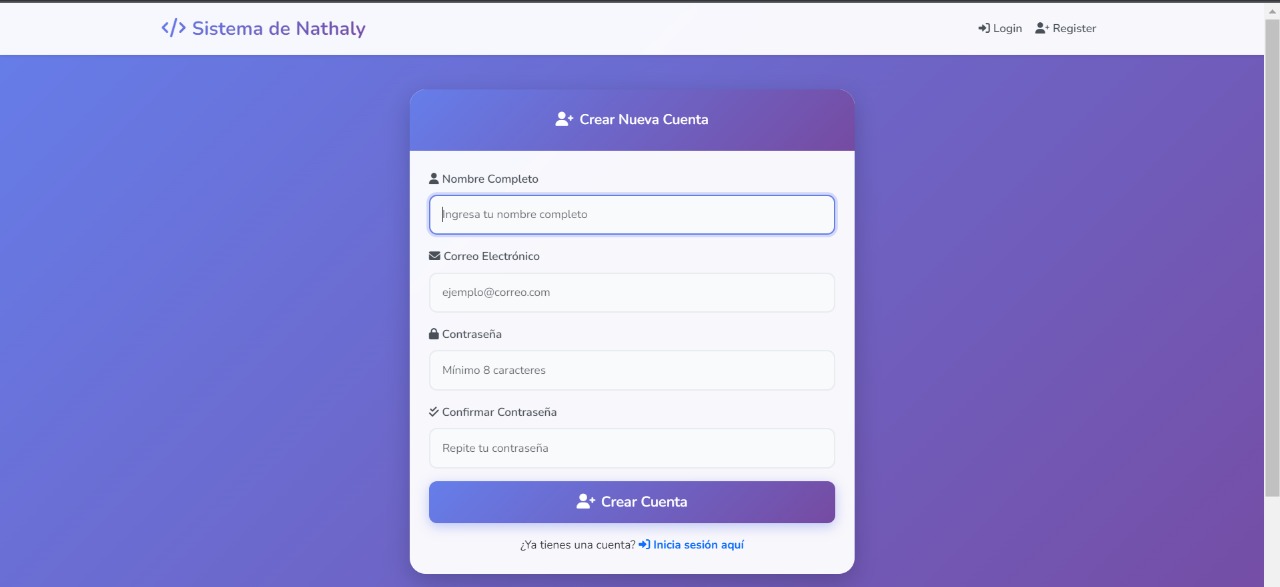 </> Sistema de Nathaly
Login Register
Crear Nueva Cuenta
Nombre Completo
Ingresa tu nombre completo
Correo Electrónico
ejemplo@correo.com
Contraseña
Mínimo 8 caracteres
Confirmar Contraseña
Repite tu contraseña
Crear Cuenta
¿Ya tienes una cuenta? Inicia sesión aquí